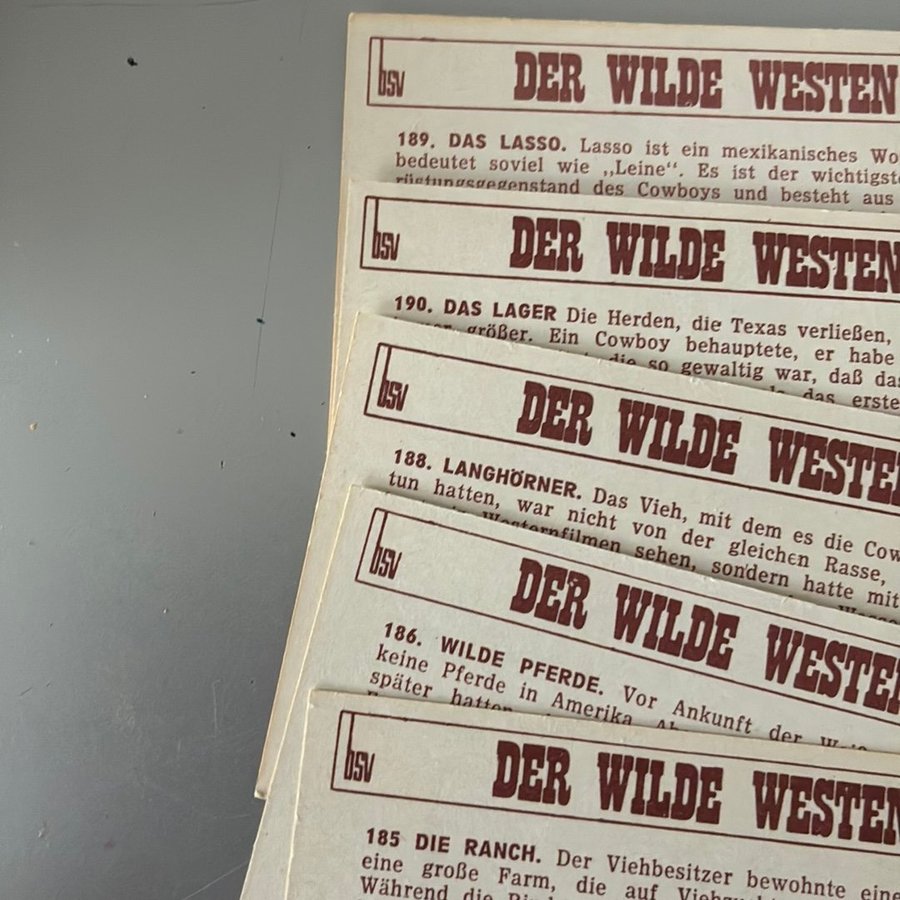 bsv DER WILDE WESTEN
189. DAS LASSO. Lasso ist ein mexikanisches
bedeutet soviel wie „Leine“. Es ist der
rüstungsgegenstand des Cowboys und besteht aus
bsv DER WILDE WESTEN
190. DAS LAGER Die Herden, die Texas verließen,
größer. Ein Cowboy behauptete, er habe
die so gewaltig war, daß
das erste
bsv DER WILDE
188. LANGHÖRNER. Das Vieh, mit dem es die
tun hatten, war nicht von der gleichen Rasse,
Westernfilmen sehen, sondern hatte mit
bsv DER WILDE
186. WILDE PFERDE. Vor Ankunft der
keine Pferde in Amerika.
später hatten
bsv DER WILDE WESTEN
185 DIE RANCH. Der Viehbesitzer bewohnte
eine große Farm, die auf
Während die